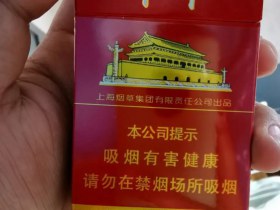 上海烟草集团有限责任公司出品
本公司提示
吸烟有害健康
请勿在禁烟场所吸烟